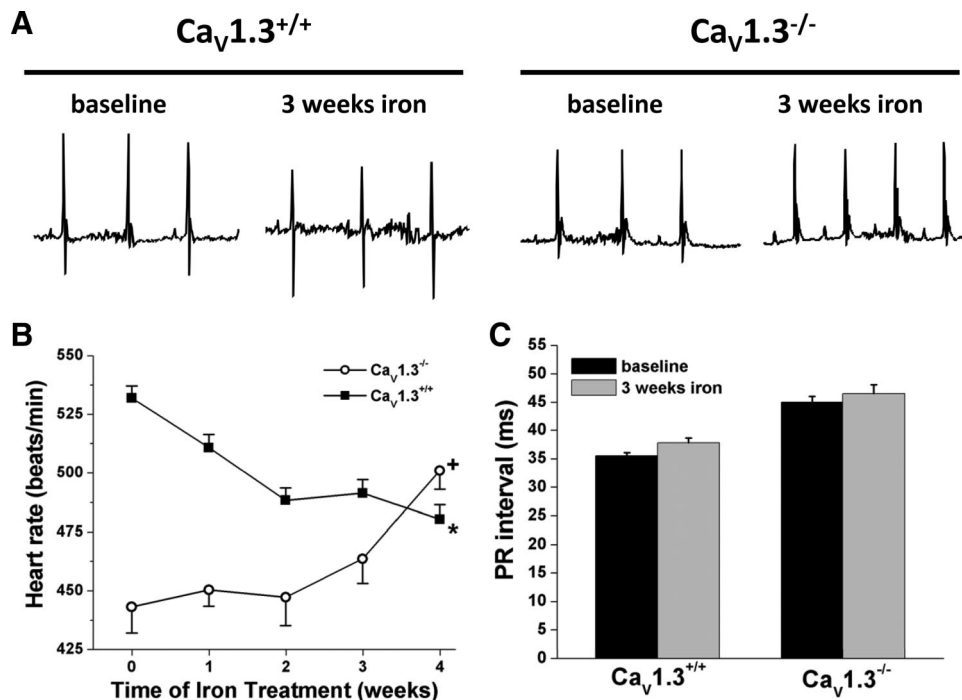 A
Caᵥ1.3⁺/⁺
Caᵥ1.3⁻/⁻
baseline
3 weeks iron
baseline
3 weeks iron
B
Heart rate (beats/min)
550
525
500
475
450
425
Caᵥ1.3⁻/⁻
Caᵥ1.3⁺/⁺
+
*
0
1
2
3
4
Time of Iron Treatment (weeks)
C
PR interval (ms)
55
50
45
40
35
30
25
20
15
10
5
0
baseline
3 weeks iron
Caᵥ1.3⁺/⁺
Caᵥ1.3⁻/⁻